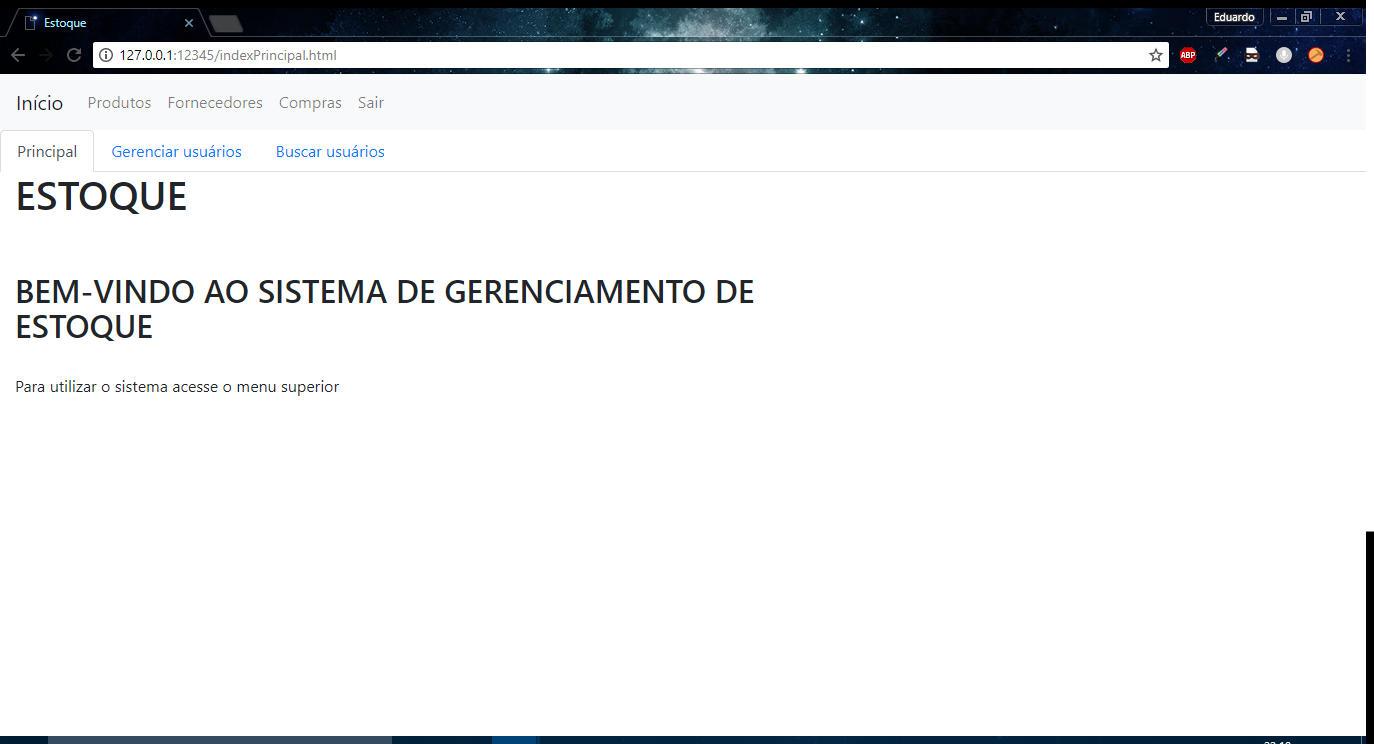 Estoque
Eduardo
127.0.0.1:12345/indexPrincipal.html
ABP
Início Produtos Fornecedores Compras Sair
Principal Gerenciar usuários Buscar usuários
ESTOQUE
BEM-VINDO AO SISTEMA DE GERENCIAMENTO DE
ESTOQUE
Para utilizar o sistema acesse o menu superior